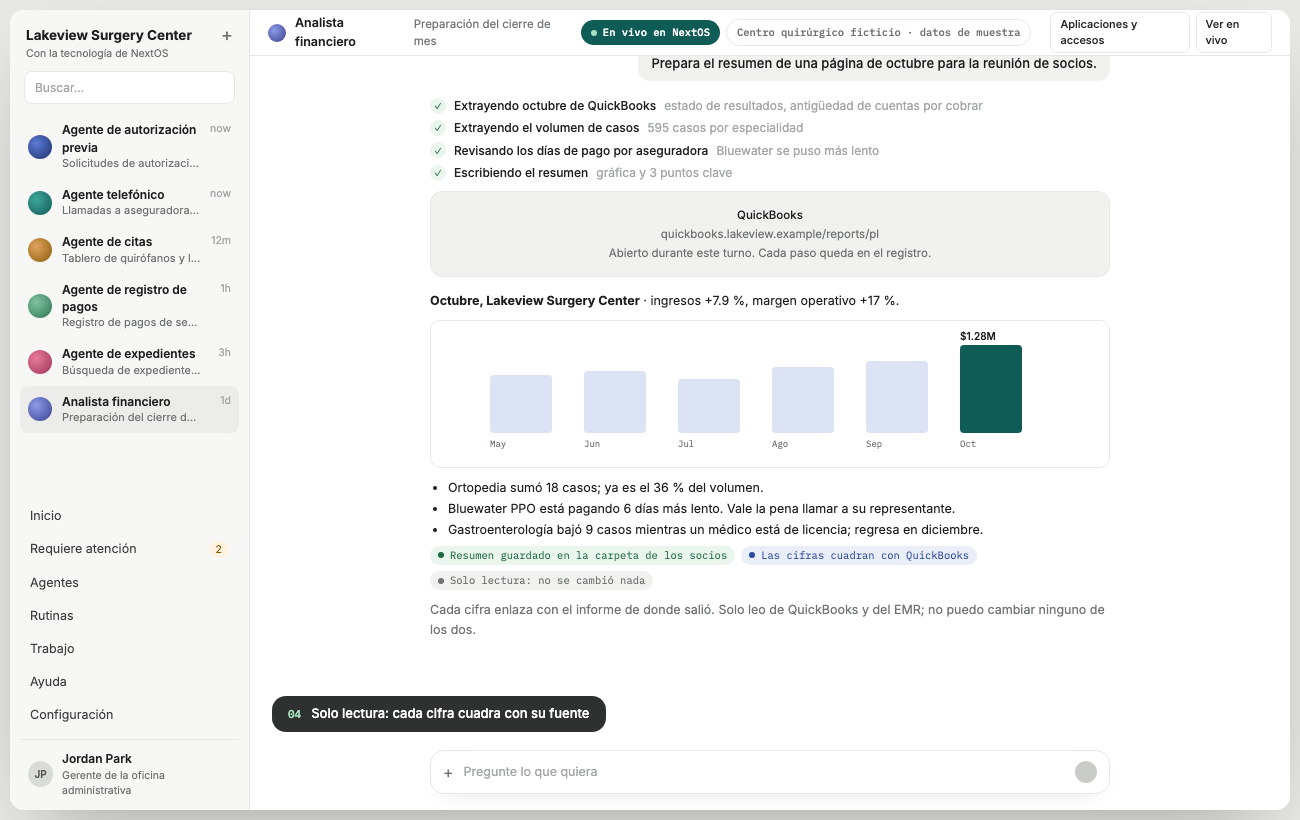 Lakeview Surgery Center
+
Con la tecnología de NextOS
Buscar...
Agente de autorización previa
now
Solicitudes de autorizaci...
Agente telefónico
now
Llamadas a aseguradora...
Agente de citas
12m
Tablero de quirófanos y l...
Agente de registro de pagos
1h
Registro de pagos de se...
Agente de expedientes
3h
Búsqueda de expediente...
Analista financiero
1d
Preparación del cierre d...
Inicio
Requiere atención
2
Agentes
Rutinas
Trabajo
Ayuda
Configuración
JP
Jordan Park
Gerente de la oficina
administrativa
Analista
financiero
Preparación del cierre de
mes
En vivo en NextOS
Centro quirúrgico ficticio · datos de muestra
Aplicaciones y
accesos
Ver en
vivo
Prepara el resumen de una página de octubre para la reunión de socios.
Extrayendo octubre de QuickBooks estado de resultados, antigüedad de cuentas por cobrar
Extrayendo el volumen de casos 595 casos por especialidad
Revisando los días de pago por aseguradora Bluewater se puso más lento
Escribiendo el resumen gráfica y 3 puntos clave
QuickBooks
quickbooks.lakeview.example/reports/pl
Abierto durante este turno. Cada paso queda en el registro.
Octubre, Lakeview Surgery Center · ingresos +7.9 %, margen operativo +17 %.
$1.28M
May
Jun
Jul
Ago
Sep
Oct
• Ortopedia sumó 18 casos; ya es el 36 % del volumen.
• Bluewater PPO está pagando 6 días más lento. Vale la pena llamar a su representante.
• Gastroenterología bajó 9 casos mientras un médico está de licencia; regresa en diciembre.
Resumen guardado en la carpeta de los socios
Las cifras cuadran con QuickBooks
Solo lectura: no se cambió nada
Cada cifra enlaza con el informe de donde salió. Solo leo de QuickBooks y del EMR; no puedo cambiar ninguno de
los dos.
04 Solo lectura: cada cifra cuadra con su fuente
+ Pregunte lo que quiera